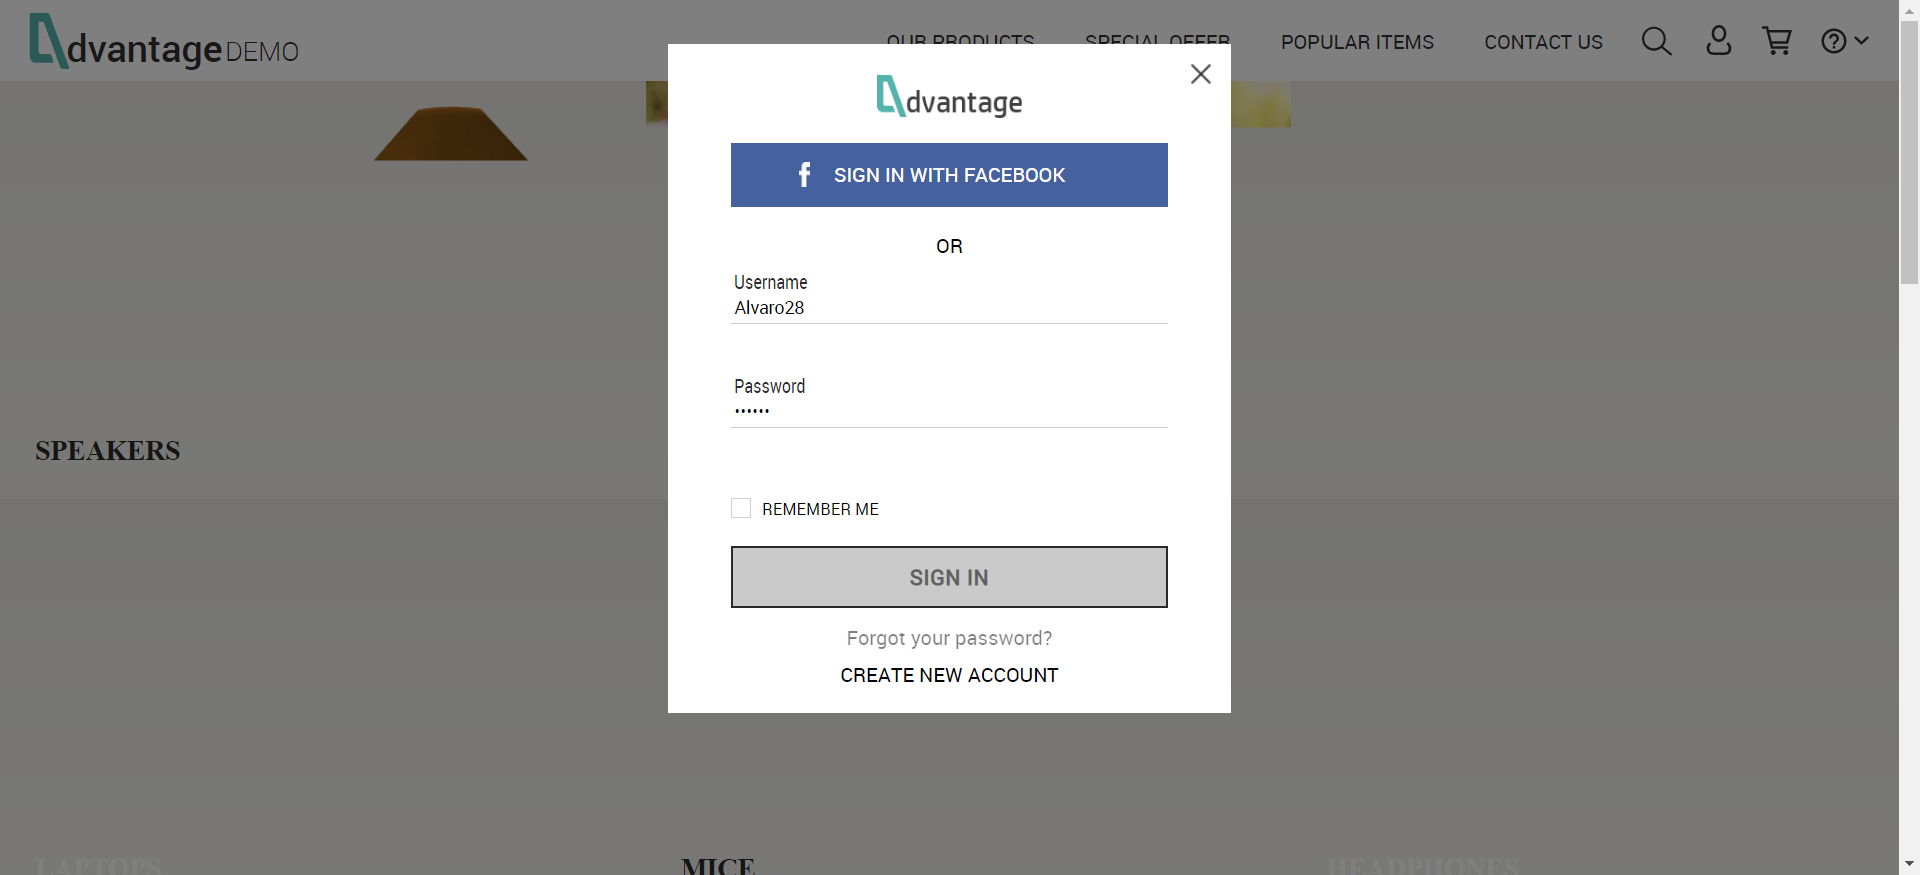 dvantage DEMO
OUR PRODUCTS
SPECIAL OFFER
POPULAR ITEMS
CONTACT US
dvantage
SIGN IN WITH FACEBOOK
OR
Username
Alvaro28
Password
••••••
SPEAKERS
REMEMBER ME
SIGN IN
Forgot your password?
CREATE NEW ACCOUNT
LAPTOPS
MICE
HEADPHONES